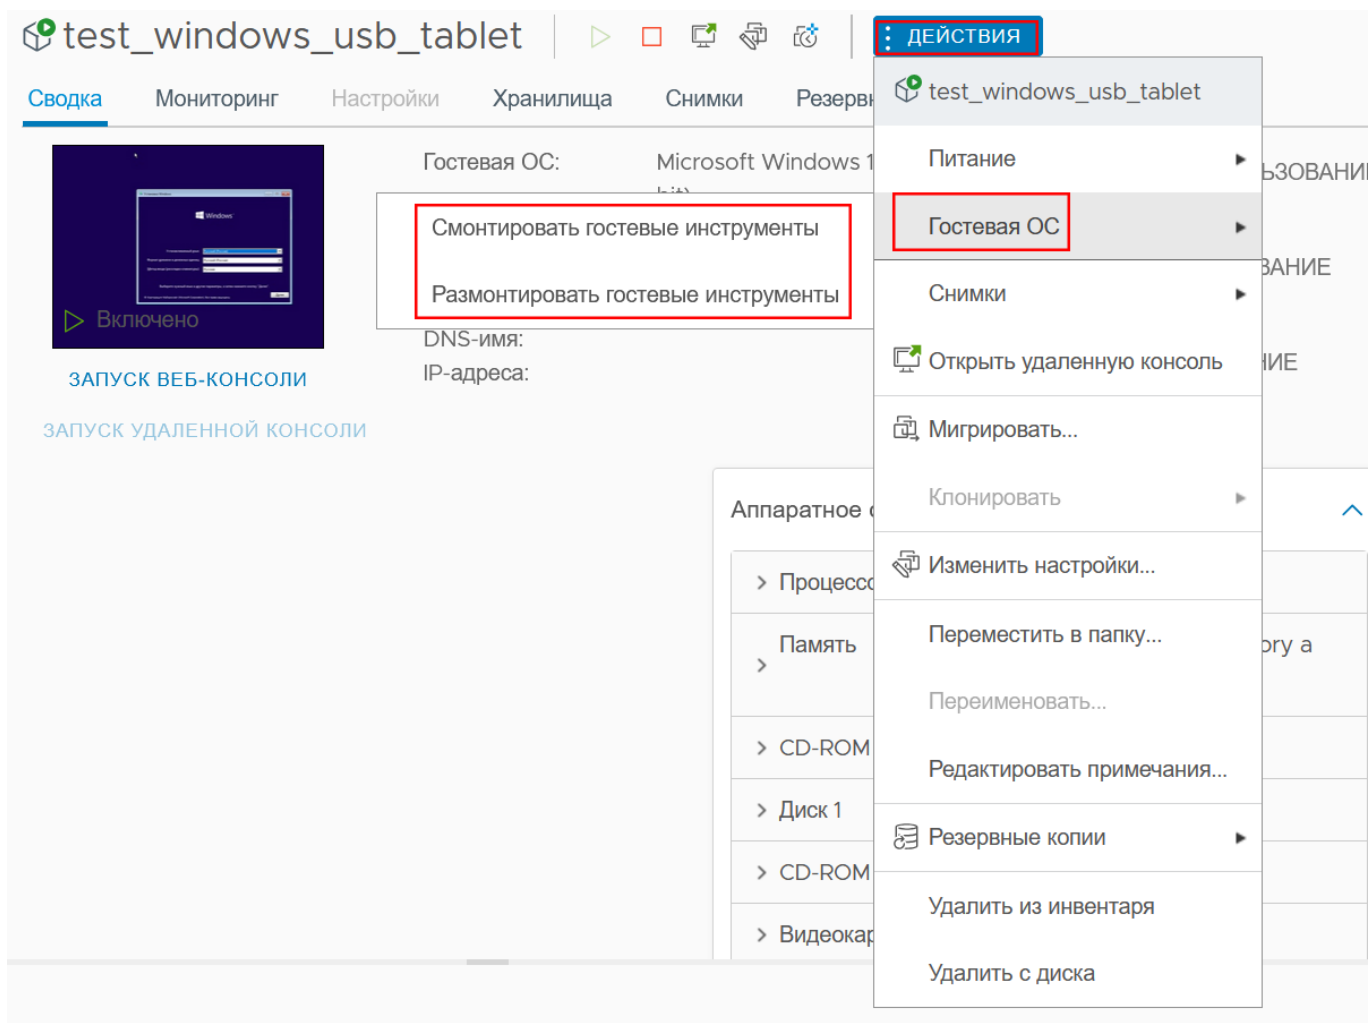 test_windows_usb_tablet
ДЕЙСТВИЯ
Сводка Мониторинг Настройки Хранилища Снимки Резерв
test_windows_usb_tablet
Питание
Гостевая ОС
Снимки
Открыть удаленную консоль
Мигрировать...
Клонировать
Изменить настройки...
Переместить в папку...
Переименовать...
Редактировать примечания...
Резервные копии
Удалить из инвентаря
Удалить с диска
Смонтировать гостевые инструменты
Размонтировать гостевые инструменты
Windows
Включено
ЗАПУСК ВЕБ-КОНСОЛИ
ЗАПУСК УДАЛЕННОЙ КОНСОЛИ
Гостевая ОС: Microsoft Windows 1
DNS-имя:
IP-адреса:
ЬЗОВАНИ
ВАНИЕ
НИЕ
Аппаратное
Процессо
Память ory a
CD-ROM
Диск 1
CD-ROM
Видеокар